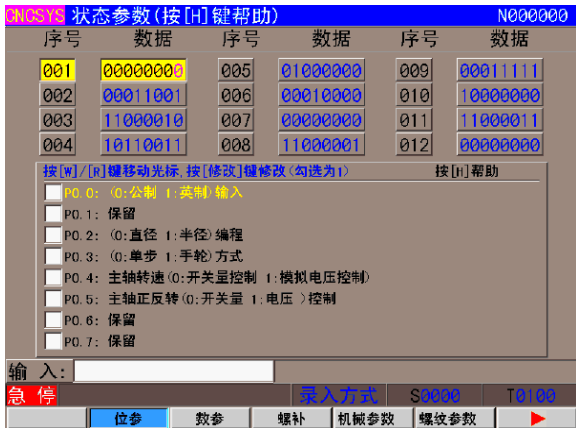 CNCSYS 状态参数(按[H]键帮助) N000000
序号 数据 序号 数据 序号 数据
001 00000000 005 01000000 009 00011111
002 00011001 006 00010000 010 10000000
003 11000010 007 00000000 011 11000011
004 10110011 008 11000001 012 00000000
按[W]/[R]键移动光标,按[修改]键修改(勾选为1) 按[H]帮助
P0.0: (0:公制 1:英制)输入
P0.1: 保留
P0.2: (0:直径 1:半径)编程
P0.3: (0:单步 1:手轮)方式
P0.4: 主轴转速(0:开关量控制 1:模拟电压控制)
P0.5: 主轴正反转(0:开关量 1:电压 )控制
P0.6: 保留
P0.7: 保留
输 入:
急 停 录入方式 S0000 T0100
位参 数参 螺补 机械参数 螺纹参数